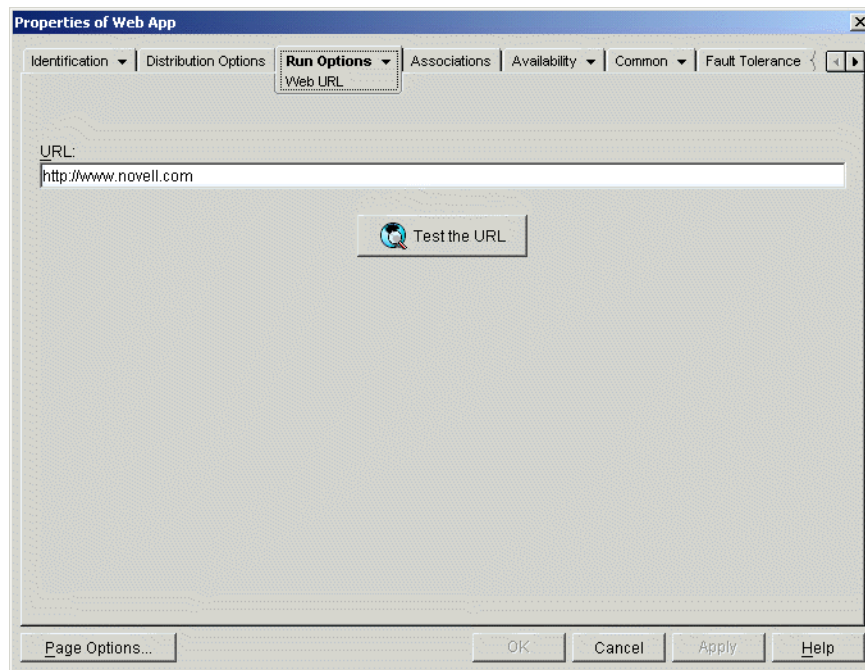 Properties of Web App
Identification Distribution Options Run Options Associations Availability Common Fault Tolerance
Web URL
URL:
http://www.novell.com
Test the URL
Page Options... OK Cancel Apply Help